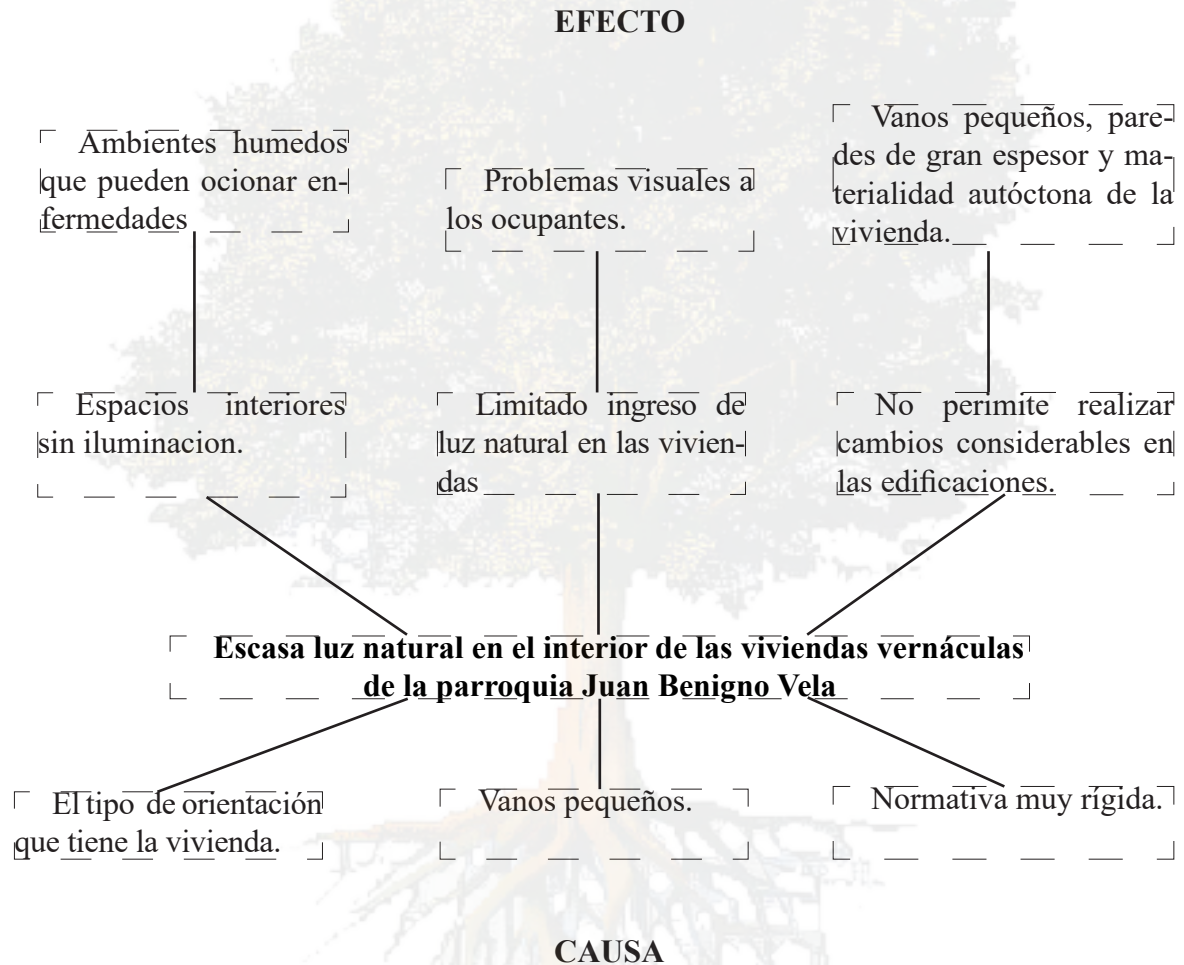 EFECTO
Ambientes humedos
que pueden ocionar en-
fermedades
Problemas visuales a
los ocupantes.
Vanos pequeños, pare-
des de gran espesor y ma-
terialidad autóctona de la
vivienda.
Espacios interiores
sin iluminacion.
Limitado ingreso de
luz natural en las vivien-
das
No perimite realizar
cambios considerables en
las edificaciones.
Escasa luz natural en el interior de las viviendas vernáculas
de la parroquia Juan Benigno Vela
El tipo de orientación
que tiene la vivienda.
Vanos pequeños.
Normativa muy rígida.
CAUSA